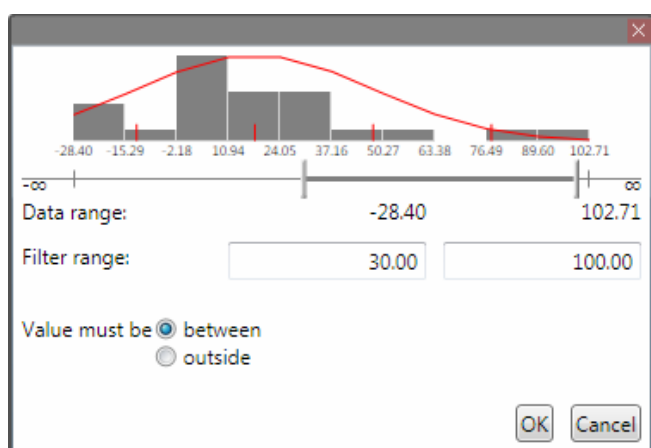 -28.40 -15.29 -2.18 10.94 24.05 37.16 50.27 63.38 76.49 89.60 102.71
-∞ ∞
Data range: -28.40 102.71
Filter range: 30.00 100.00
Value must be between
outside
OK Cancel